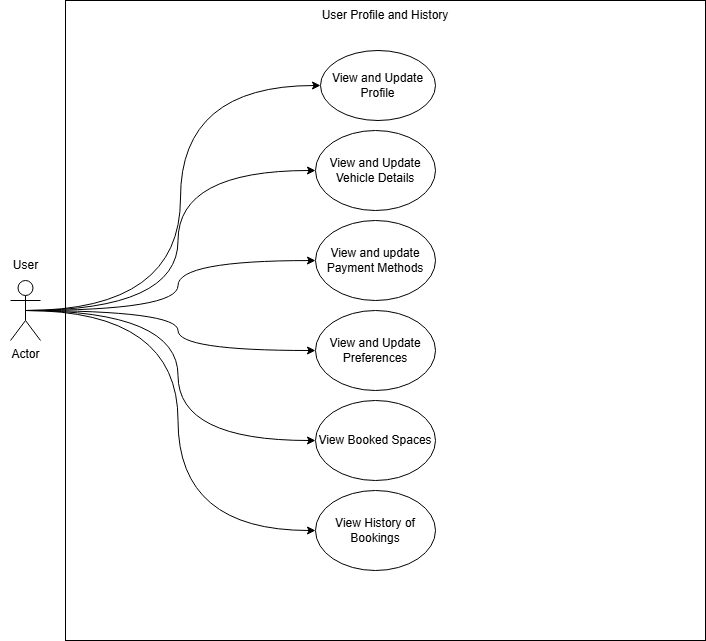 User Profile and History
View and Update
Profile
View and Update
Vehicle Details
View and update
Payment Methods
User
Actor
View and Update
Preferences
View Booked Spaces
View History of
Bookings